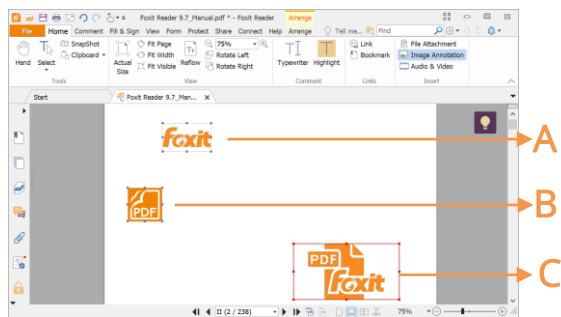 Foxit Reader 9.7_Manual.pdf * - Foxit Reader
Arrange
File Home Comment Fill & Sign View Form Protect Share Connect Help Arrange Tell me... Find
Hand
Select
SnapShot
Clipboard
Actual Size
Fit Page
Fit Width
Fit Visible
Reflow
75%
Rotate Left
Rotate Right
Typewriter
Highlight
Link
Bookmark
File Attachment
Image Annotation
Audio & Video
Tools View Comment Links Insert
Start Foxit Reader 9.7_Man...
foxit A
PDF B
PDF
foxit C
II (2 / 238) 75%